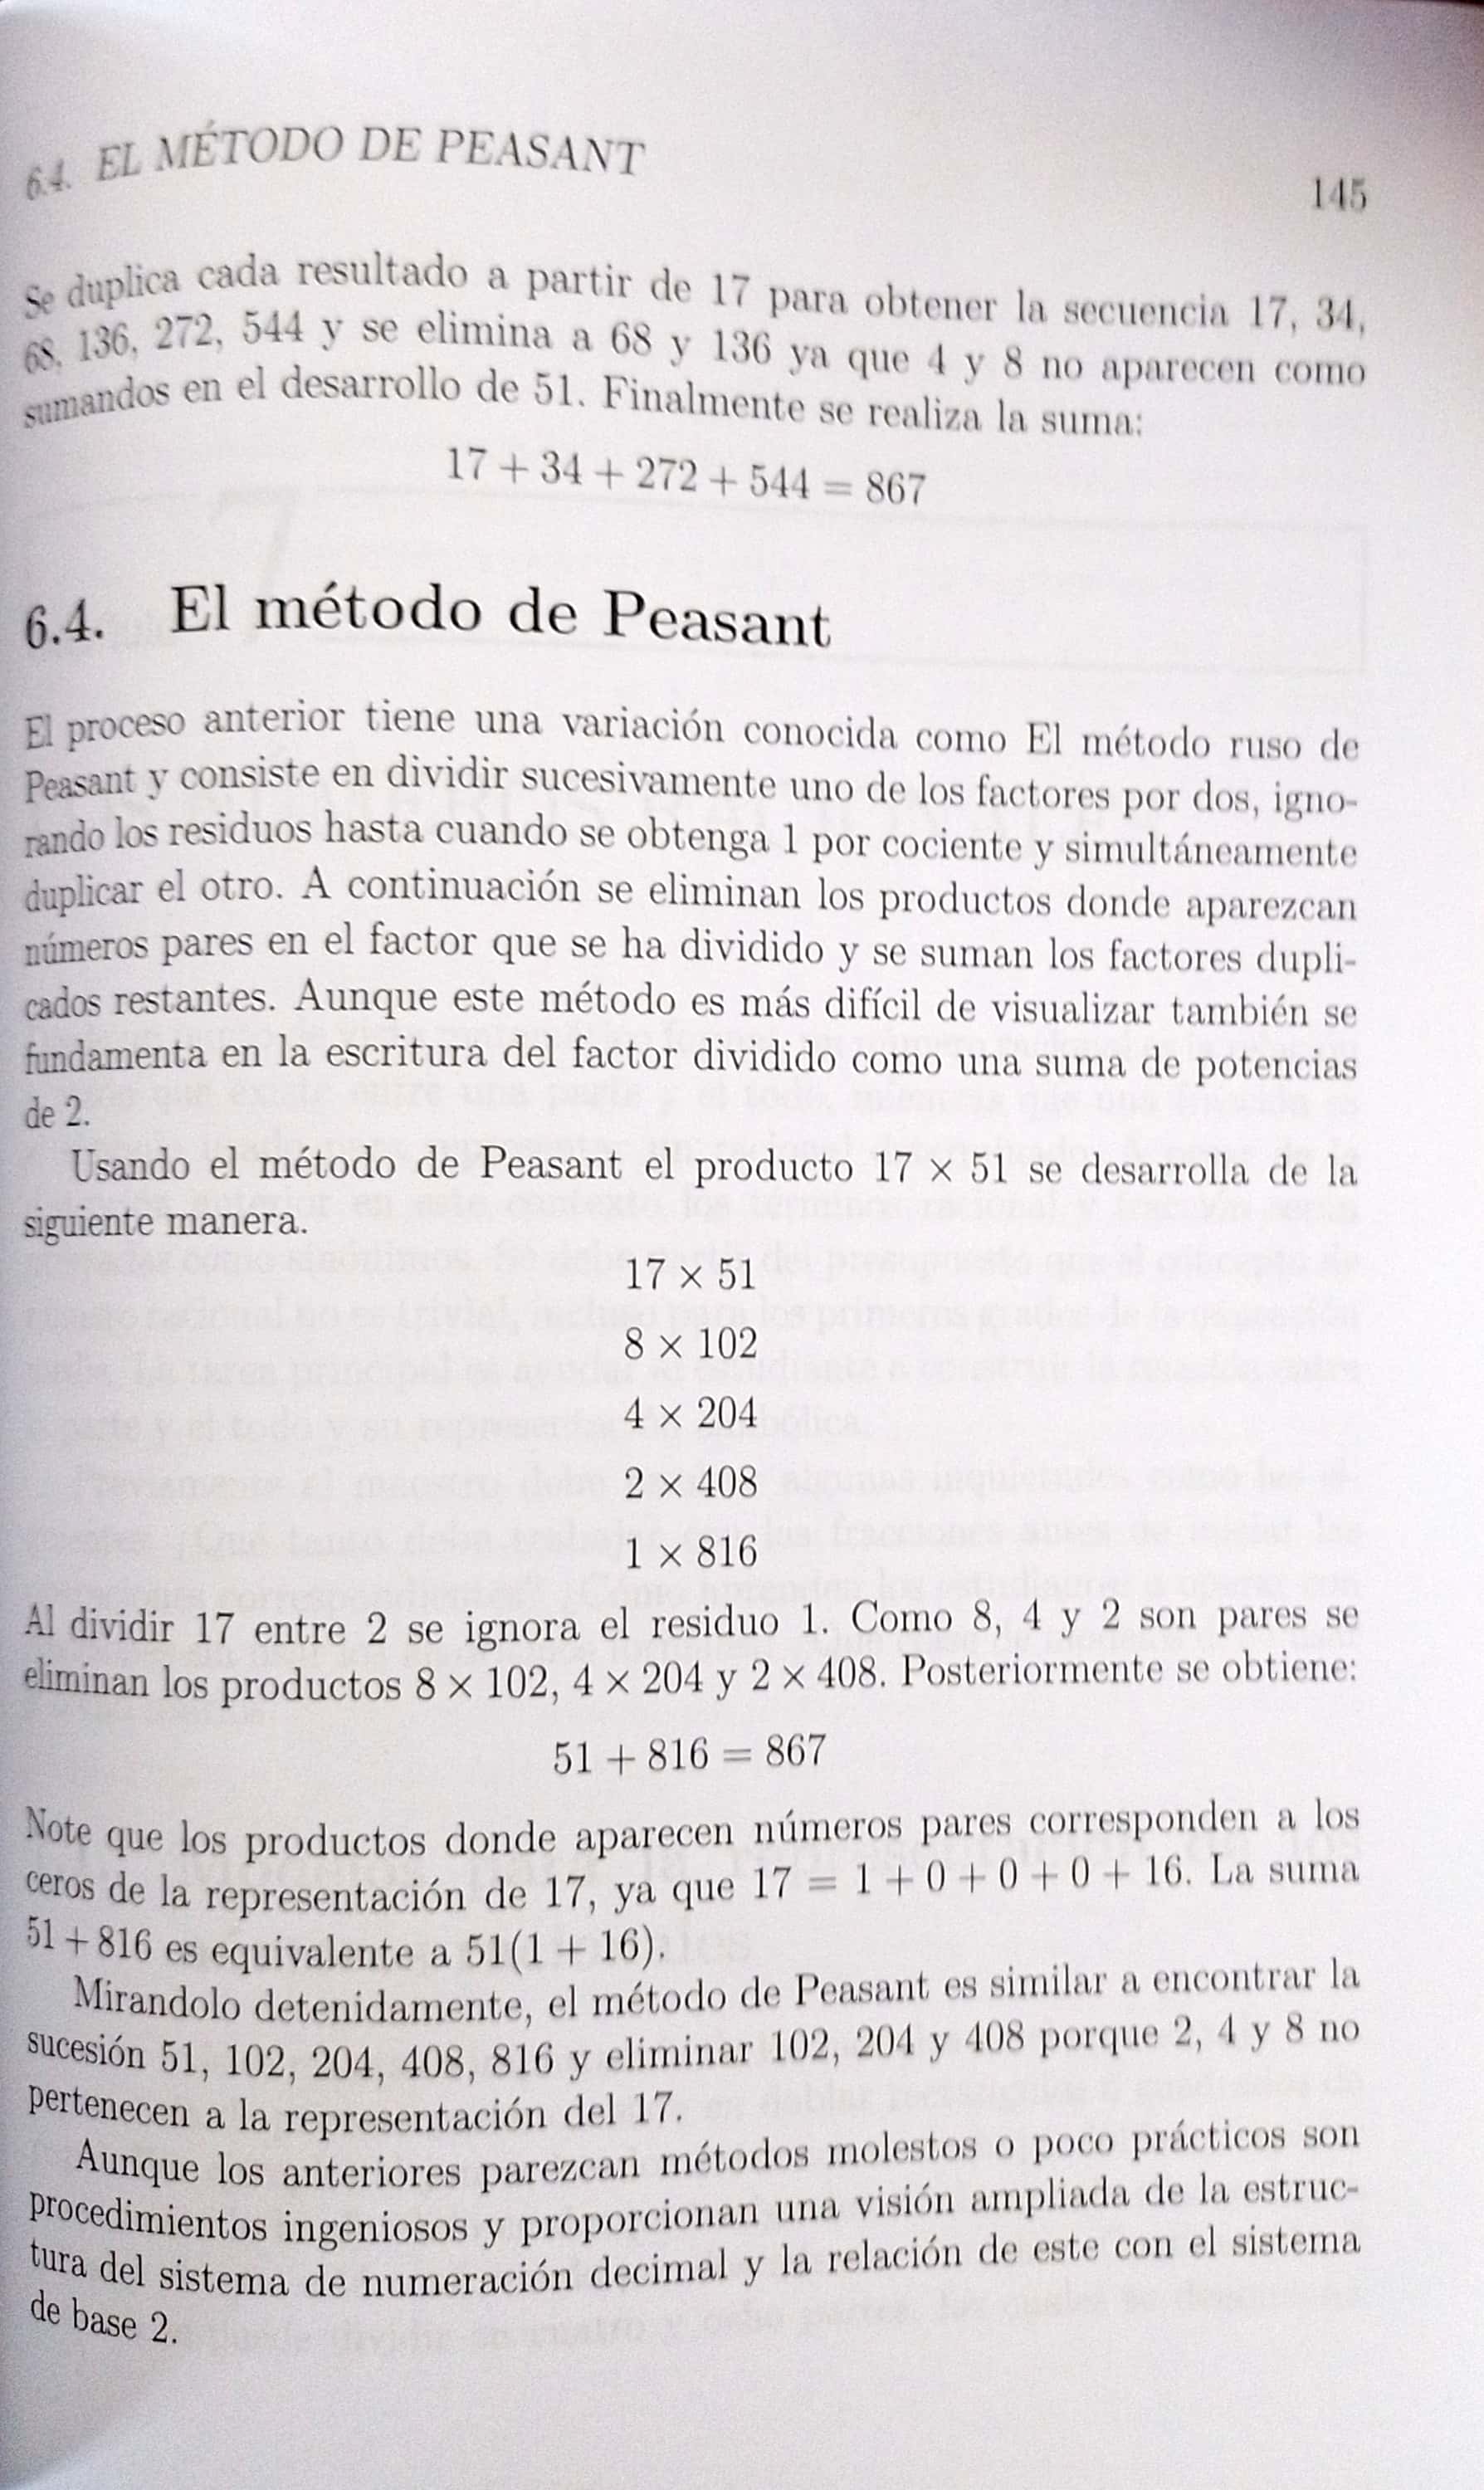 6.4. EL MÉTODO DE PEASANT
145
Se duplica cada resultado a partir de 17 para obtener la secuencia 17, 34,
68, 136, 272, 544 y se elimina a 68 y 136 ya que 4 y 8 no aparecen como
sumandos en el desarrollo de 51. Finalmente se realiza la suma:
17 + 34 + 272 + 544 = 867
6.4. El método de Peasant
El proceso anterior tiene una variación conocida como El método ruso de
Peasant y consiste en dividir sucesivamente uno de los factores por dos, igno-
rando los residuos hasta cuando se obtenga 1 por cociente y simultáneamente
duplicar el otro. A continuación se eliminan los productos donde aparezcan
números pares en el factor que se ha dividido y se suman los factores dupli-
cados restantes. Aunque este método es más difícil de visualizar también se
fundamenta en la escritura del factor dividido como una suma de potencias
de 2.
Usando el método de Peasant el producto 17 × 51 se desarrolla de la
siguiente manera.
17 × 51
8 × 102
4 × 204
2 × 408
1 × 816
Al dividir 17 entre 2 se ignora el residuo 1. Como 8, 4 y 2 son pares se
eliminan los productos 8 × 102, 4 × 204 y 2 × 408. Posteriormente se obtiene:
51 + 816 = 867
Note que los productos donde aparecen números pares corresponden a los
ceros de la representación de 17, ya que 17 = 1 + 0 + 0 + 0 + 16. La suma
51 + 816 es equivalente a 51(1 + 16).
Mirandolo detenidamente, el método de Peasant es similar a encontrar la
sucesión 51, 102, 204, 408, 816 y eliminar 102, 204 y 408 porque 2, 4 y 8 no
pertenecen a la representación del 17.
Aunque los anteriores parezcan métodos molestos o poco prácticos son
procedimientos ingeniosos y proporcionan una visión ampliada de la estruc-
tura del sistema de numeración decimal y la relación de este con el sistema
de base 2.